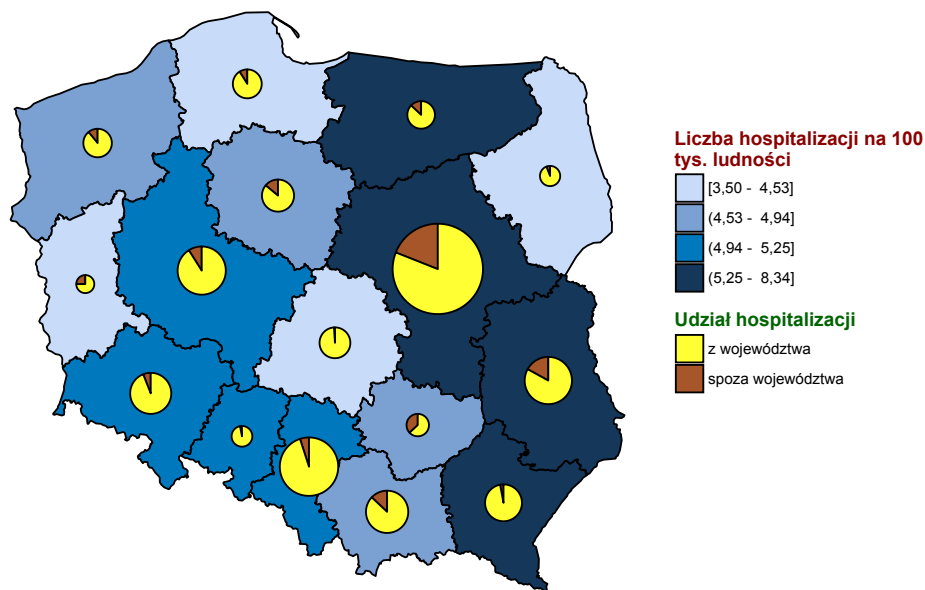 Liczba hospitalizacji na 100
tys. ludności
[3,50 - 4,53]
(4,53 - 4,94]
(4,94 - 5,25]
(5,25 - 8,34]
Udział hospitalizacji
z województwa
spoza województwa